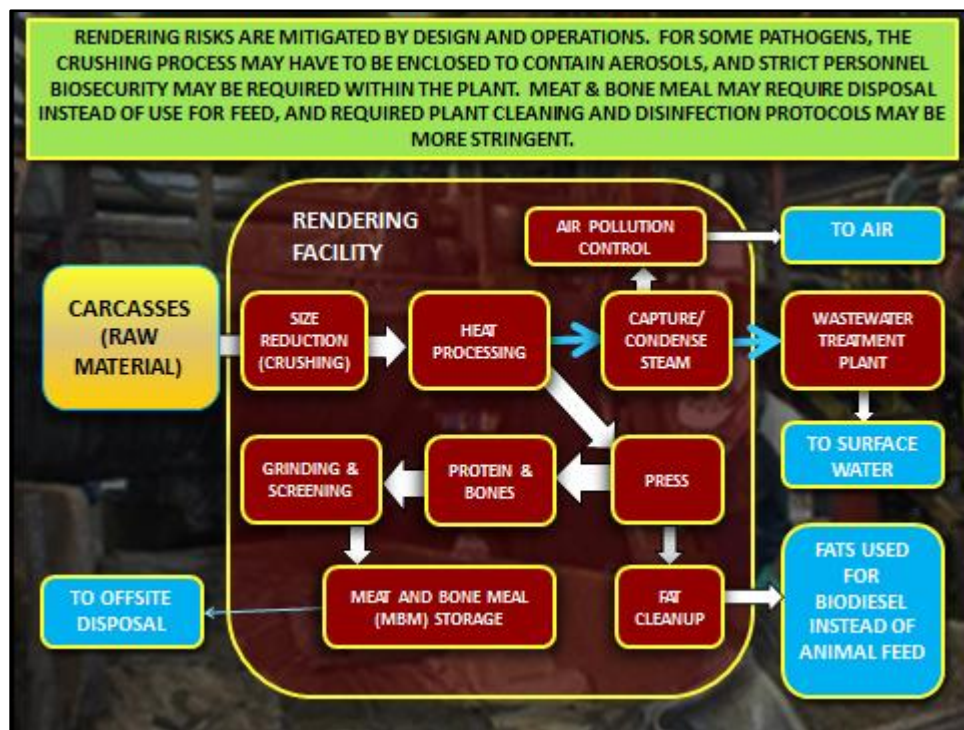 RENDERING RISKS ARE MITIGATED BY DESIGN AND OPERATIONS. FOR SOME PATHOGENS, THE
CRUSHING PROCESS MAY HAVE TO BE ENCLOSED TO CONTAIN AEROSOLS, AND STRICT PERSONNEL
BIOSECURITY MAY BE REQUIRED WITHIN THE PLANT. MEAT & BONE MEAL MAY REQUIRE DISPOSAL
INSTEAD OF USE FOR FEED, AND REQUIRED PLANT CLEANING AND DISINFECTION PROTOCOLS MAY BE
MORE STRINGENT.
RENDERING
FACILITY
AIR POLLUTION
CONTROL
TO AIR
CARCASSES
(RAW
MATERIAL)
SIZE
REDUCTION
(CRUSHING)
HEAT
PROCESSING
CAPTURE/
CONDENSE
STEAM
WASTEWATER
TREATMENT
PLANT
TO SURFACE
WATER
GRINDING &
SCREENING
PROTEIN &
BONES
PRESS
TO OFFSITE
DISPOSAL
MEAT AND BONE MEAL
(MBM) STORAGE
FAT
CLEANUP
FATS USED
FOR
BIODIESEL
INSTEAD OF
ANIMAL FEED